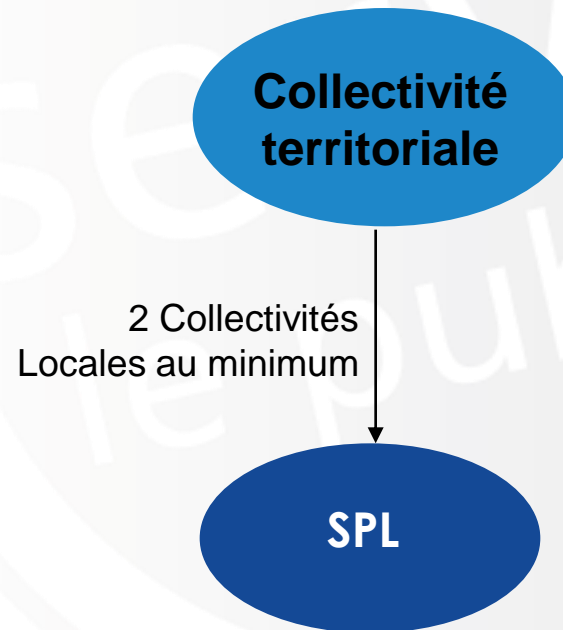 Collectivité
territoriale
2 Collectivités
Locales au minimum
SPL